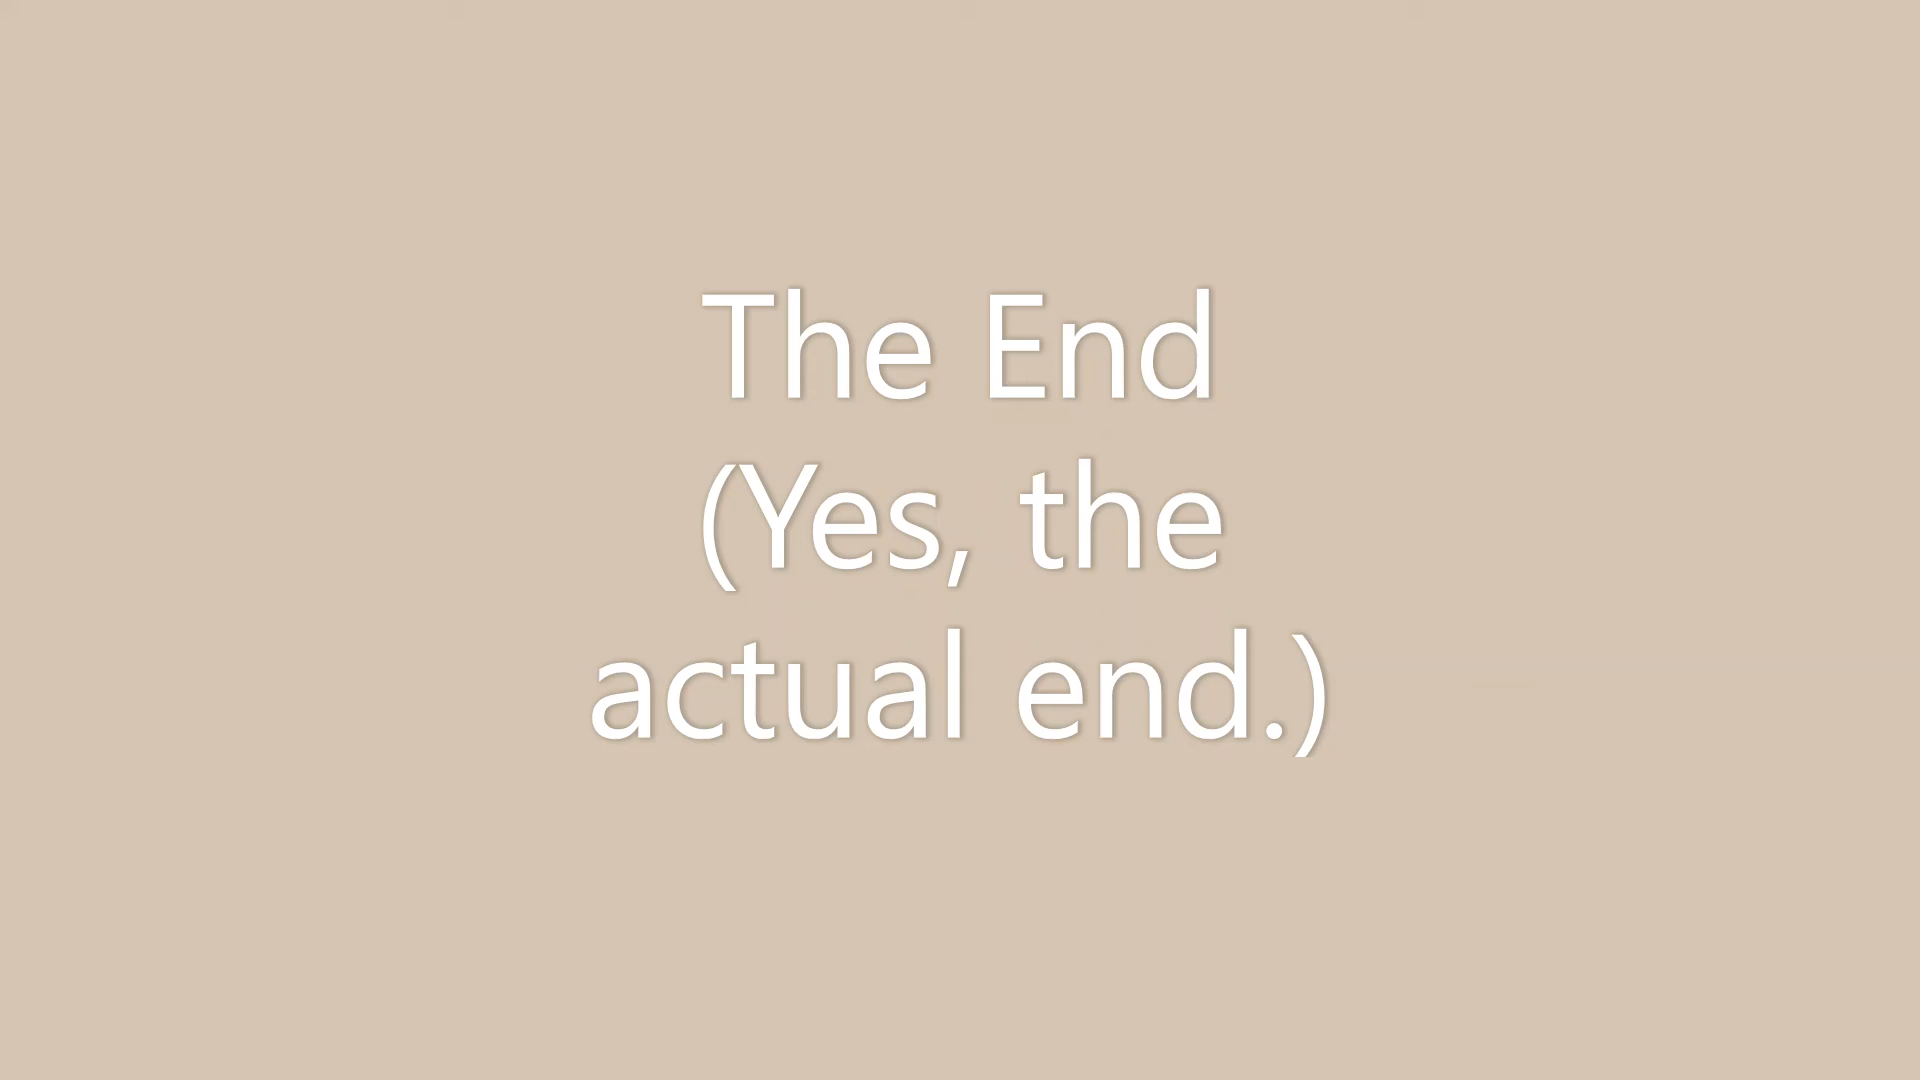 The End
(Yes, the
actual end.)